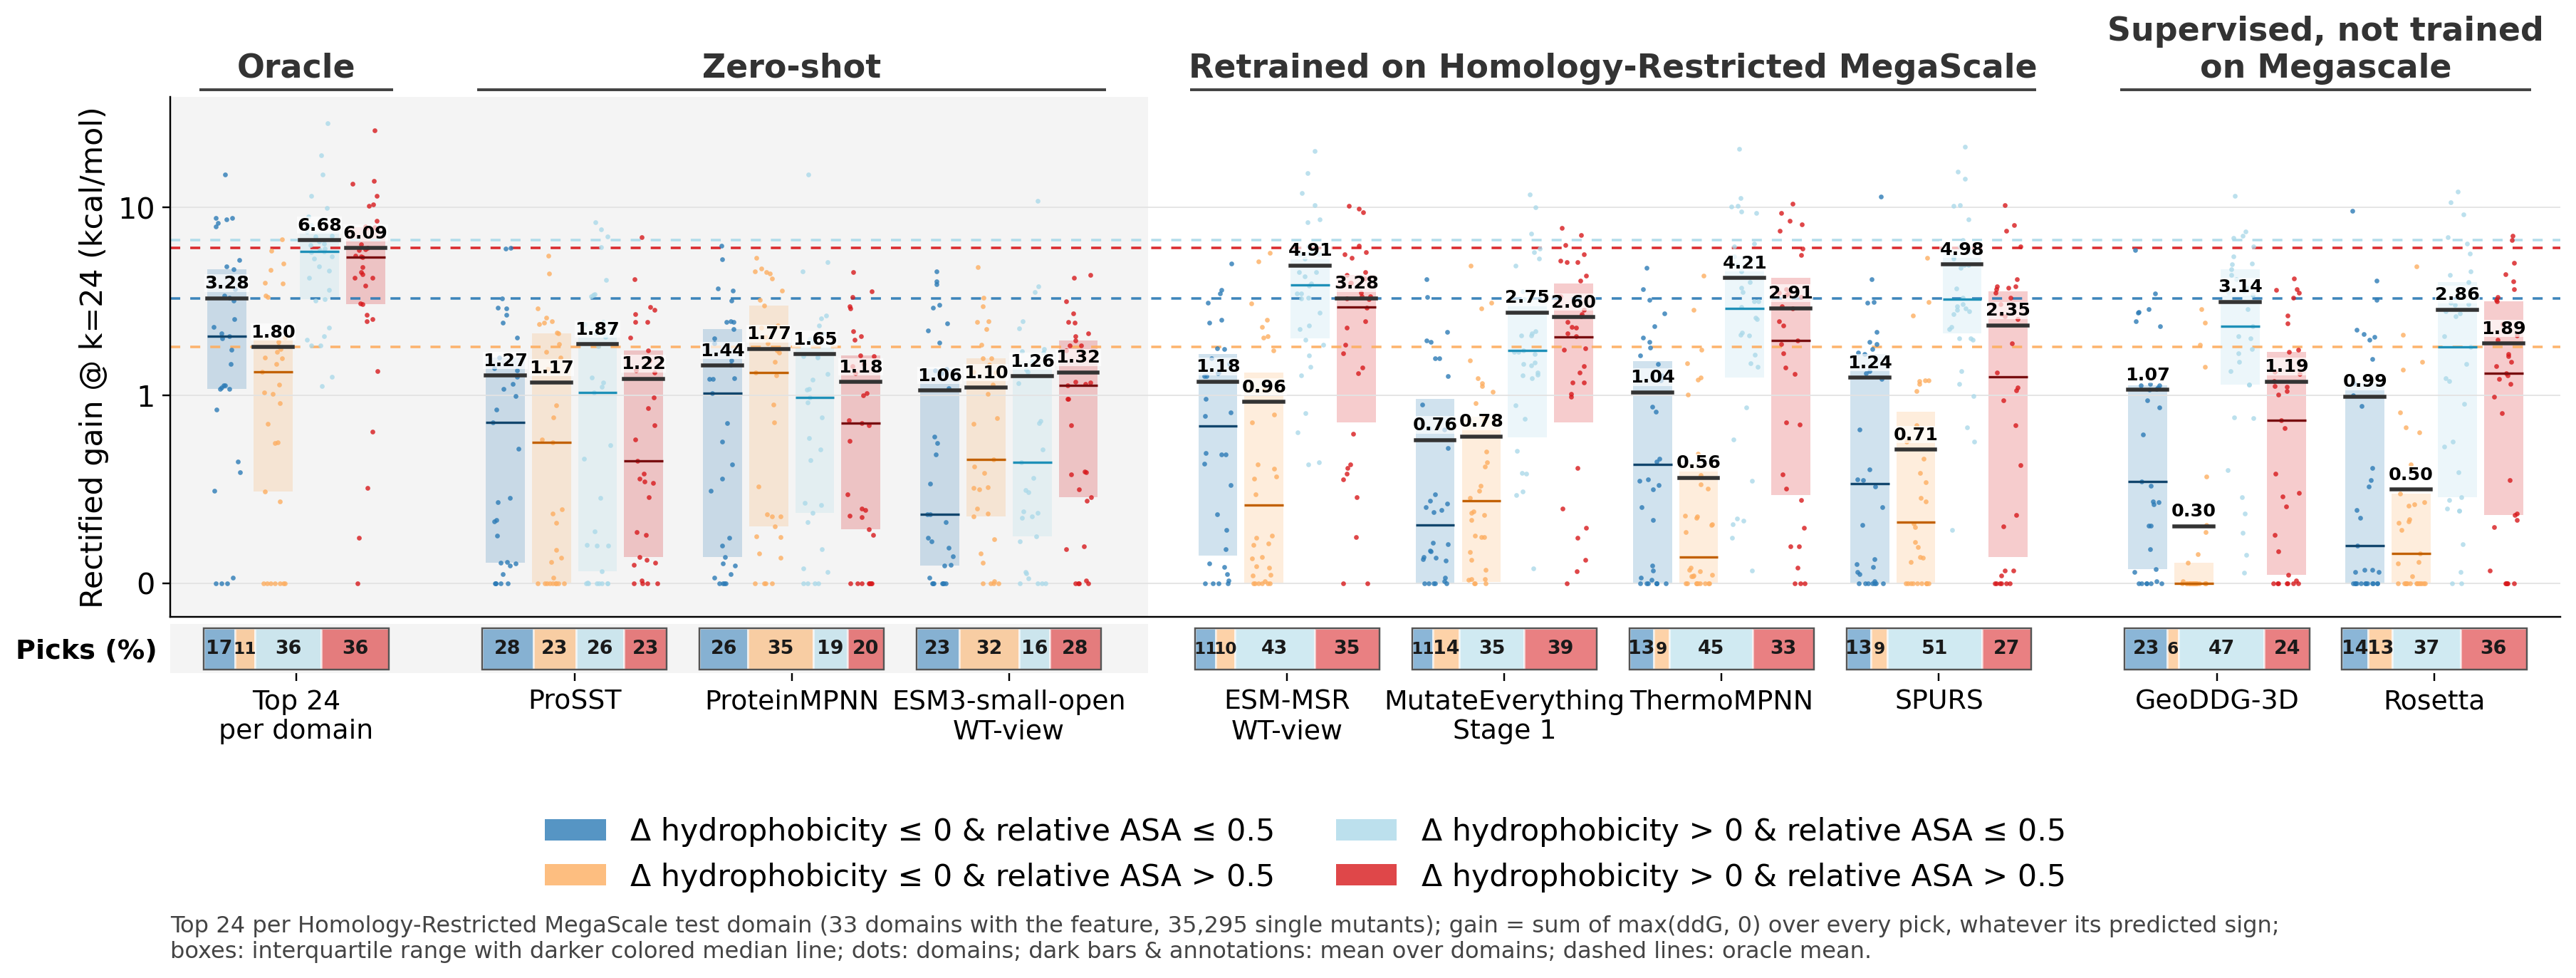 Oracle
Zero-shot
Retrained on Homology-Restricted MegaScale
Supervised, not trained
on Megascale
Rectified gain @ k=24 (kcal/mol)
10
1
0
3.28
1.80
6.68
6.09
1.27
1.17
1.87
1.22
1.44
1.77
1.65
1.18
1.06
1.10
1.26
1.32
1.18
0.96
4.91
3.28
0.76
0.78
2.75
2.60
1.04
0.56
4.21
2.91
1.24
0.71
4.98
2.35
1.07
0.30
3.14
1.19
0.99
0.50
2.86
1.89
Picks (%)
17 11 36 36
28 23 26 23
26 35 19 20
23 32 16 28
11 10 43 35
11 14 35 39
13 9 45 33
13 9 51 27
23 6 47 24
14 13 37 36
Top 24
per domain
ProSST
ProteinMPNN
ESM3-small-open
WT-view
ESM-MSR
WT-view
MutateEverything
Stage 1
ThermoMPNN
SPURS
GeoDDG-3D
Rosetta
Δ hydrophobicity ≤ 0 & relative ASA ≤ 0.5
Δ hydrophobicity ≤ 0 & relative ASA > 0.5
Δ hydrophobicity > 0 & relative ASA ≤ 0.5
Δ hydrophobicity > 0 & relative ASA > 0.5
Top 24 per Homology-Restricted MegaScale test domain (33 domains with the feature, 35,295 single mutants); gain = sum of max(ddG, 0) over every pick, whatever its predicted sign;
boxes: interquartile range with darker colored median line; dots: domains; dark bars & annotations: mean over domains; dashed lines: oracle mean.